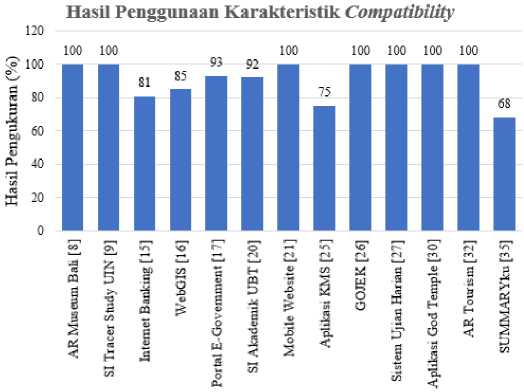 Hasil Penggunaan Karakteristik Compatibility
Hasil Pengukuran (%)
120
100
80
60
40
20
0
100
100
81
85
93
92
100
75
100
100
100
100
68
AR Museum Bali [8]
SI Tracer Study UIN [9]
Internet Banking [15]
WebGIS [16]
Portal E-Government [17]
SI Akademik UBT [20]
Mobile Website [21]
Aplikasi KMS [25]
GOJEK [26]
Sistem Ujian Harian [27]
Aplikasi God Temple [30]
AR Tourism [32]
SUMMARYku [35]